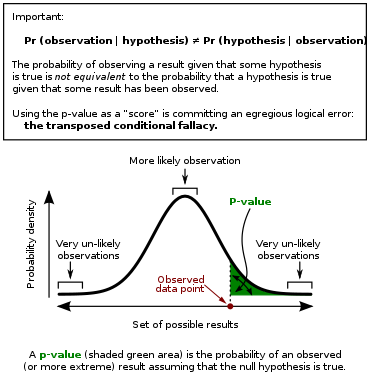 Important:
Pr (observation | hypothesis) ≠ Pr (hypothesis | observation)
The probability of observing a result given that some hypothesis
is true is not equivalent to the probability that a hypothesis is true
given that some result has been observed.
Using the p-value as a "score" is committing an egregious logical error:
the transposed conditional fallacy.
More likely observation
P-value
Probability density
Very un-likely
observations
Very un-likely
observations
Observed
data point
Set of possible results
A p-value (shaded green area) is the probability of an observed
(or more extreme) result assuming that the null hypothesis is true.